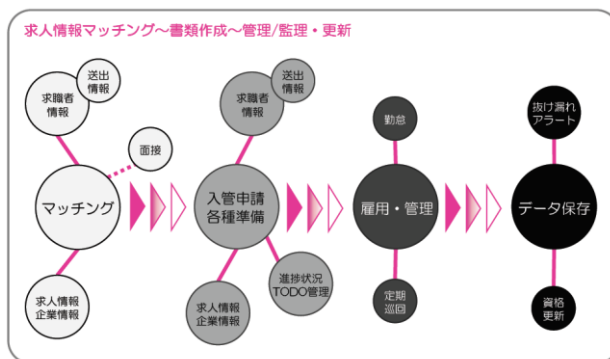 求人情報マッチング〜書類作成〜管理/監理・更新
送出
情報
求職者
情報
面接
マッチング
求人情報
企業情報
送出
情報
求職者
情報
入管申請
各種準備
進捗状況
TODO管理
求人情報
企業情報
勤怠
雇用・管理
定期
巡回
抜け漏れ
アラート
データ保存
資格
更新